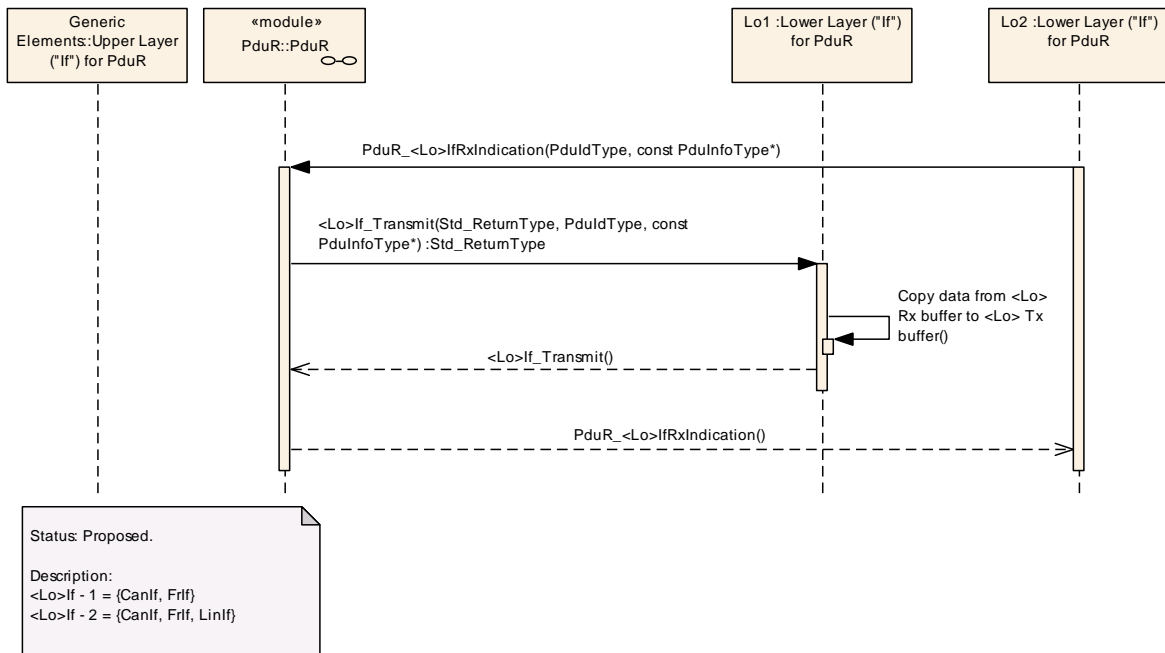 Generic
Elements::Upper Layer
("If") for PduR
«module»
PduR::PduR
Lo1 :Lower Layer ("If")
for PduR
Lo2 :Lower Layer ("If")
for PduR
PduR_<Lo>IfRxIndication(PduIdType, const PduInfoType*)
<Lo>If_Transmit(Std_ReturnType, PduIdType, const
PduInfoType*) :Std_ReturnType
Copy data from <Lo>
Rx buffer to <Lo> Tx
buffer()
<Lo>If_Transmit()
PduR_<Lo>IfRxIndication()
Status: Proposed.
Description:
<Lo>If - 1 = {CanIf, FrIf}
<Lo>If - 2 = {CanIf, FrIf, LinIf}